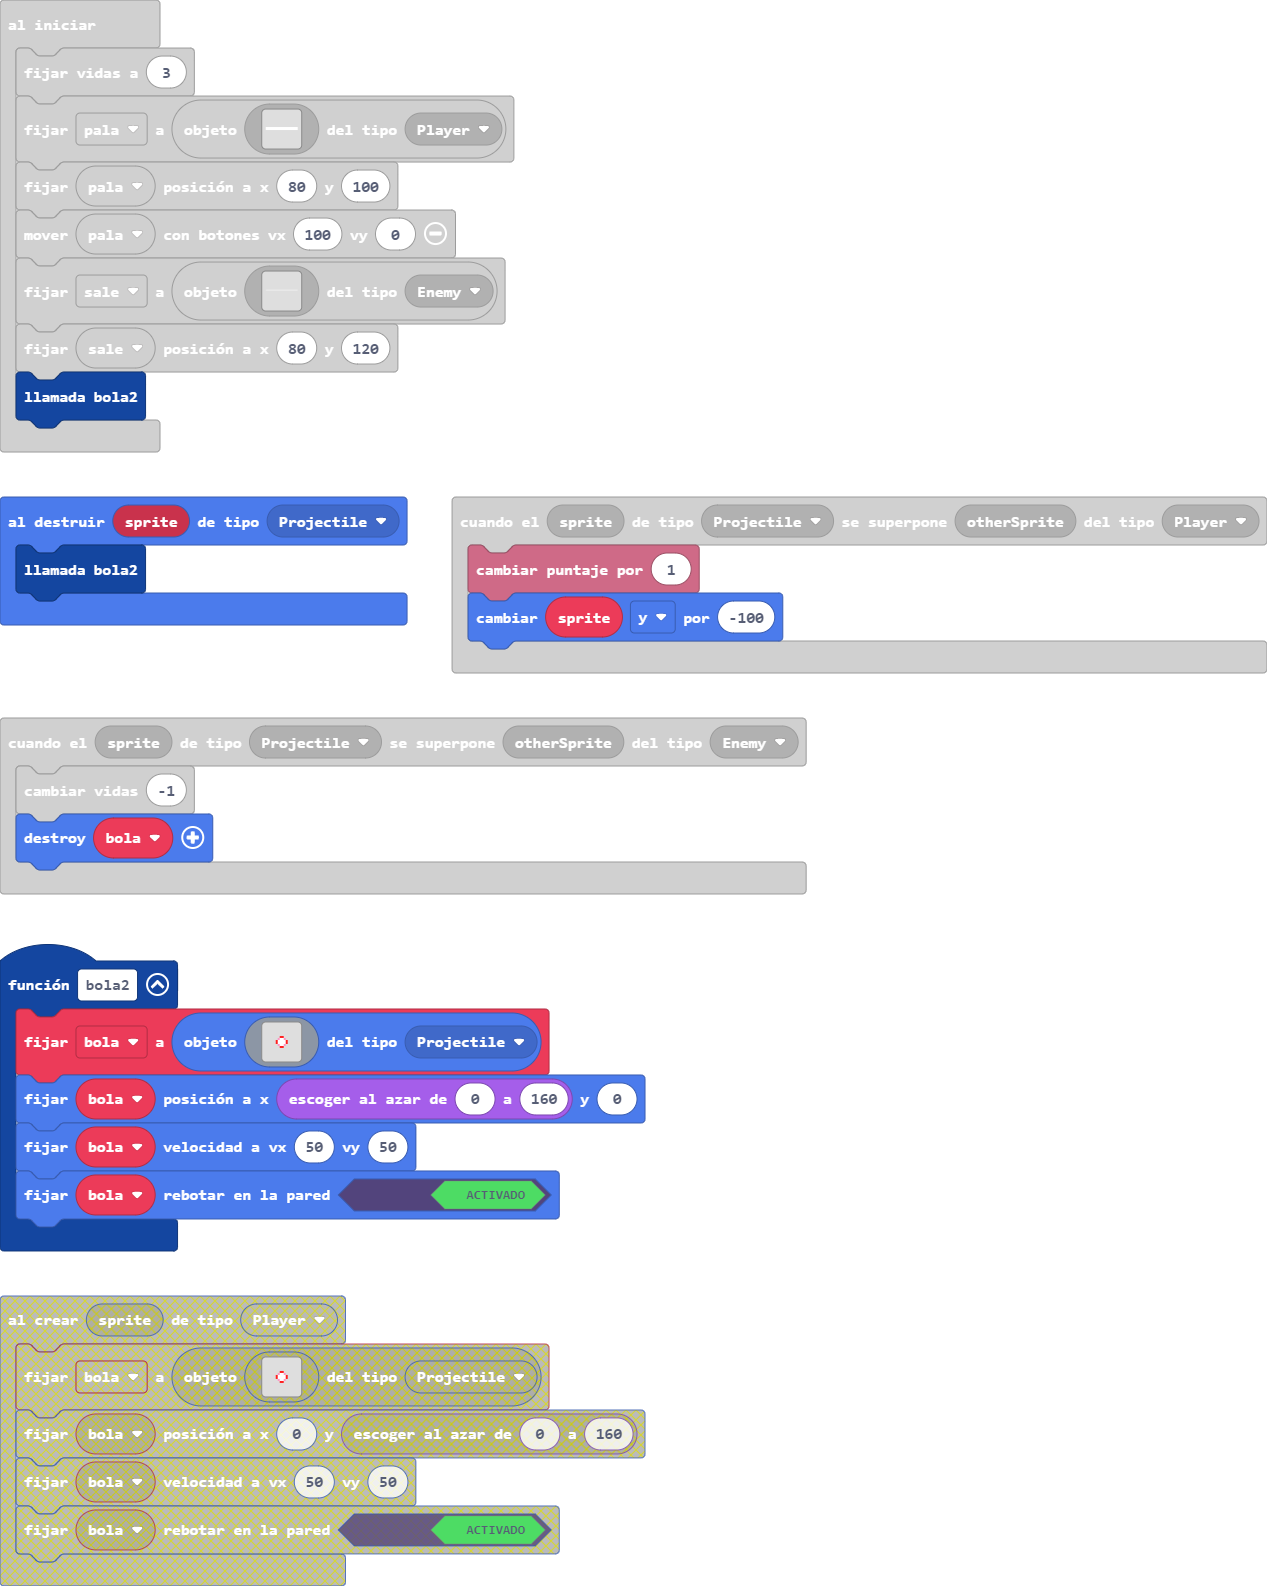 al iniciar
fijar vidas a 3
fijar pala a objeto del tipo Player
fijar pala posición a x 80 y 100
mover pala con botones vx 100 vy 0
fijar sale a objeto del tipo Enemy
fijar sale posición a x 80 y 120
llamada bola2
al destruir sprite de tipo Projectile
llamada bola2
cuando el sprite de tipo Projectile se superpone otherSprite del tipo Player
cambiar puntaje por 1
cambiar sprite y por -100
cuando el sprite de tipo Projectile se superpone otherSprite del tipo Enemy
cambiar vidas -1
destroy bola
función bola2
fijar bola a objeto del tipo Projectile
fijar bola posición a x escoger al azar de 0 a 160 y 0
fijar bola velocidad a vx 50 vy 50
fijar bola rebotar en la pared ACTIVADO
al crear sprite de tipo Player
fijar bola a objeto del tipo Projectile
fijar bola posición a x 0 y escoger al azar de 0 a 160
fijar bola velocidad a vx 50 vy 50
fijar bola rebotar en la pared ACTIVADO